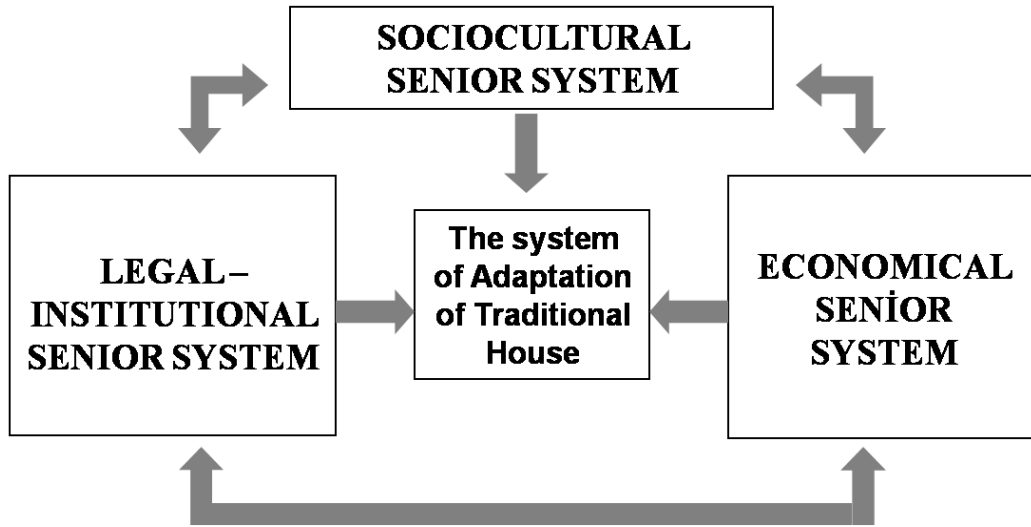 SOCIOCULTURAL
SENIOR SYSTEM
LEGAL –
INSTITUTIONAL
SENIOR SYSTEM
The system
of Adaptation
of Traditional
House
ECONOMICAL
SENİOR
SYSTEM